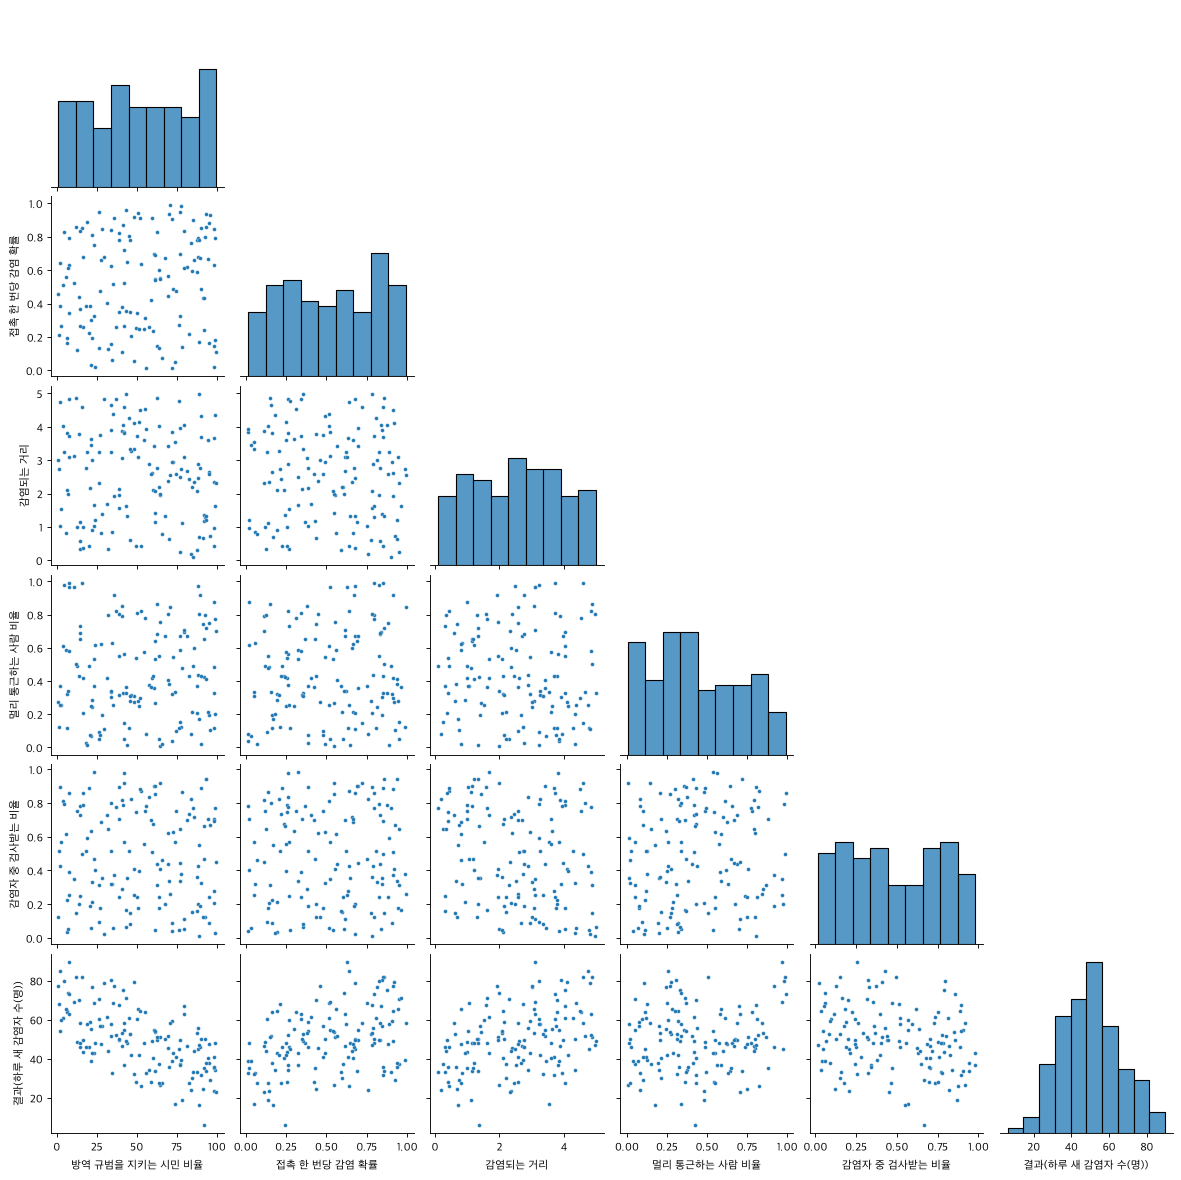 접촉 한 번당 감염 확률
1.0
0.8
0.6
0.4
0.2
0.0
감염되는 거리
5
4
3
2
1
0
멀리 통근하는 사람 비율
1.0
0.8
0.6
0.4
0.2
0.0
감염자 중 검사받는 비율
1.0
0.8
0.6
0.4
0.2
0.0
결과(하루 새 감염자 수(명))
80
60
40
20
0 25 50 75 100
0.00 0.25 0.50 0.75 1.00
0 2 4
0.00 0.25 0.50 0.75 1.00
0.00 0.25 0.50 0.75 1.00
20 40 60 80
방역 규범을 지키는 시민 비율
접촉 한 번당 감염 확률
감염되는 거리
멀리 통근하는 사람 비율
감염자 중 검사받는 비율
결과(하루 새 감염자 수(명))